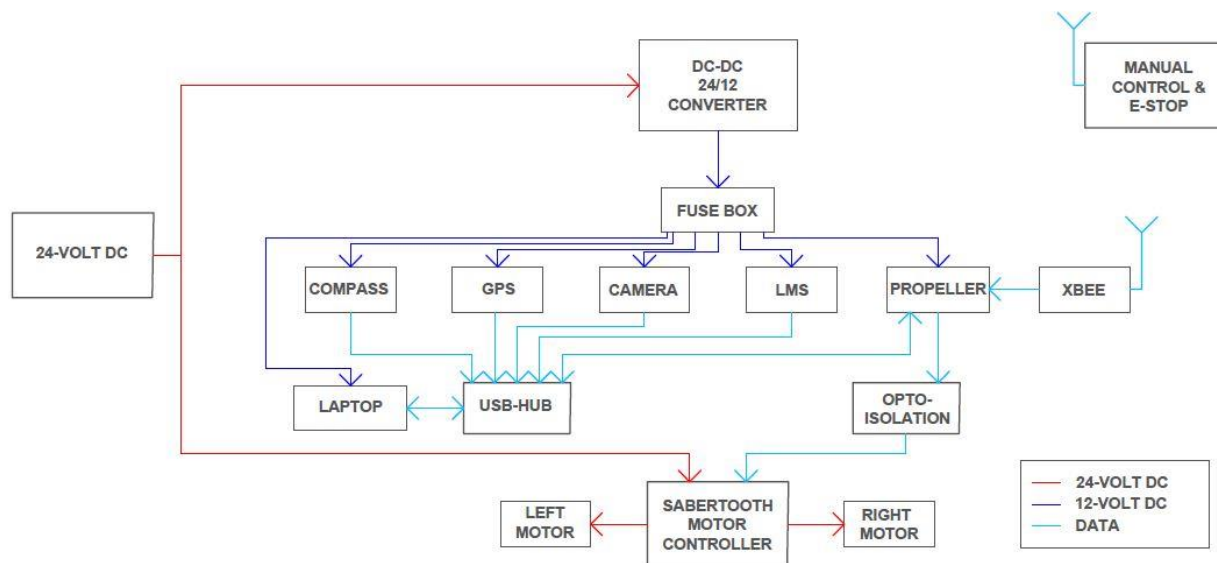 DC-DC
24/12
CONVERTER
MANUAL
CONTROL &
E-STOP
FUSE BOX
24-VOLT DC
COMPASS
GPS
CAMERA
LMS
PROPELLER
XBEE
LAPTOP
USB-HUB
OPTO-
ISOLATION
LEFT
MOTOR
SABERTOOTH
MOTOR
CONTROLLER
RIGHT
MOTOR
24-VOLT DC
12-VOLT DC
DATA